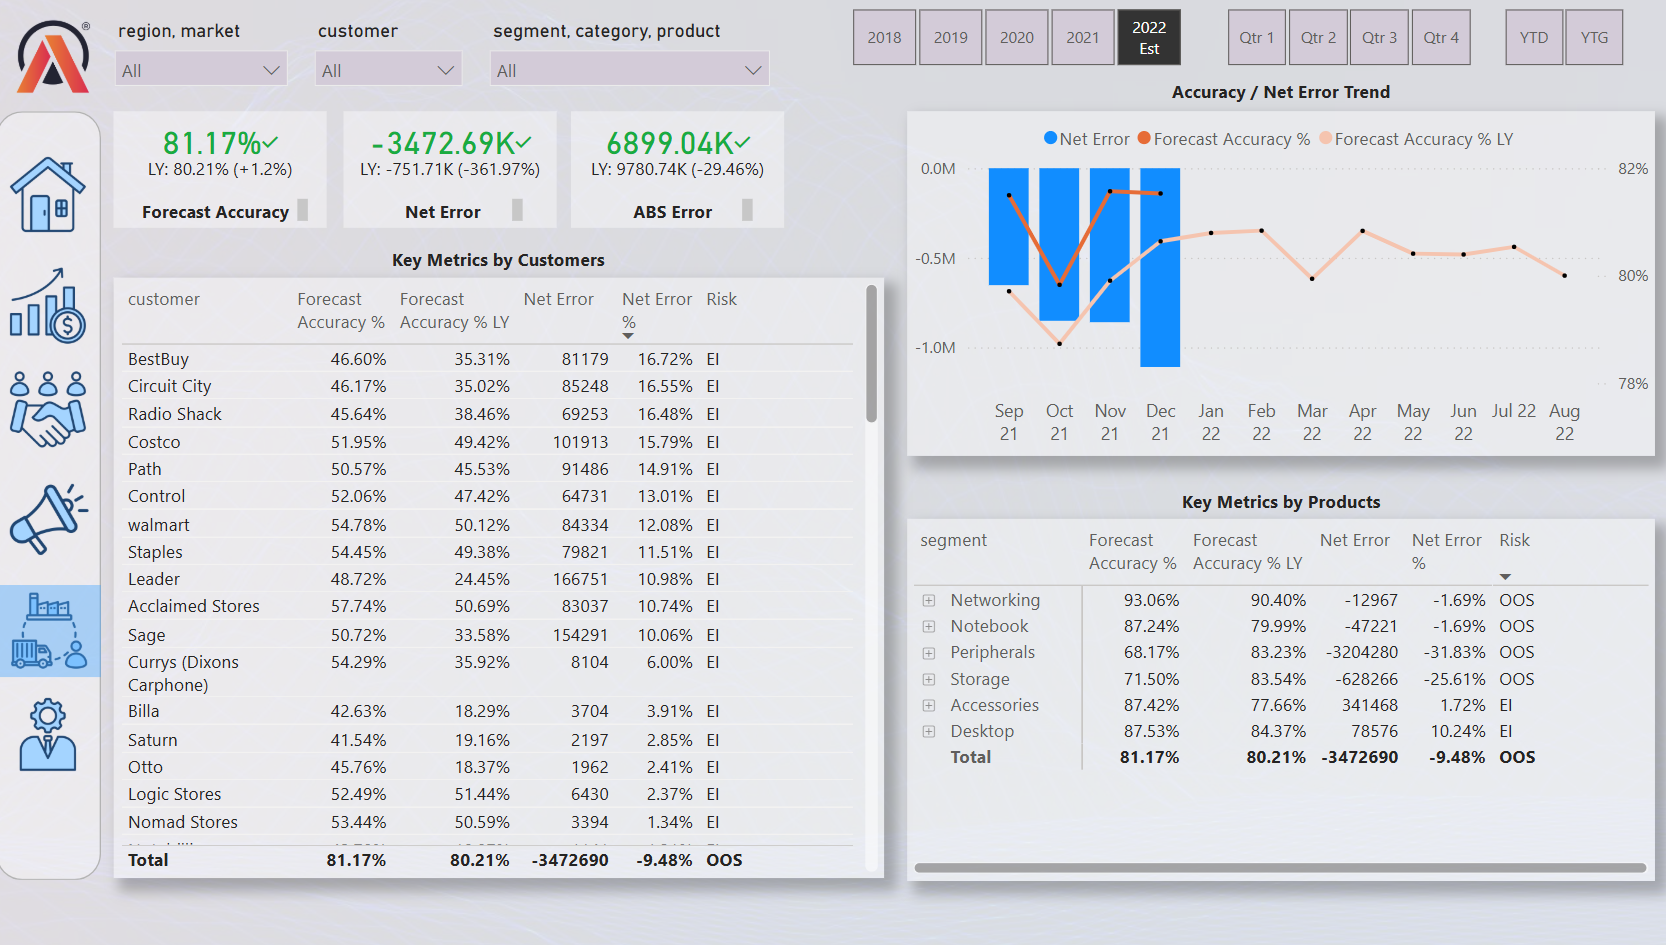 region, market
customer
segment, category, product
All
All
All
2018
2019
2020
2021
2022
Est
Qtr 1
Qtr 2
Qtr 3
Qtr 4
YTD
YTG
®
81.17%
LY: 80.21% (+1.2%)
Forecast Accuracy
-3472.69K
LY: -751.71K (-361.97%)
Net Error
6899.04K
LY: 9780.74K (-29.46%)
ABS Error
Key Metrics by Customers
customer Forecast Accuracy % Forecast Accuracy % LY Net Error Net Error % Risk
BestBuy 46.60% 35.31% 81179 16.72% EI
Circuit City 46.17% 35.02% 85248 16.55% EI
Radio Shack 45.64% 38.46% 69253 16.48% EI
Costco 51.95% 49.42% 101913 15.79% EI
Path 50.57% 45.53% 91486 14.91% EI
Control 52.06% 47.42% 64731 13.01% EI
walmart 54.78% 50.12% 84334 12.08% EI
Staples 54.45% 49.38% 79821 11.51% EI
Leader 48.72% 24.45% 166751 10.98% EI
Acclaimed Stores 57.74% 50.69% 83037 10.74% EI
Sage 50.72% 33.58% 154291 10.06% EI
Currys (Dixons 54.29% 35.92% 8104 6.00% EI
Carphone)
Billa 42.63% 18.29% 3704 3.91% EI
Saturn 41.54% 19.16% 2197 2.85% EI
Otto 45.76% 18.37% 1962 2.41% EI
Logic Stores 52.49% 51.44% 6430 2.37% EI
Nomad Stores 53.44% 50.59% 3394 1.34% EI
Total 81.17% 80.21% -3472690 -9.48% OOS
Accuracy / Net Error Trend
Net Error Forecast Accuracy % Forecast Accuracy % LY
0.0M
-0.5M
-1.0M
82%
80%
78%
Sep 21
Oct 21
Nov 21
Dec 21
Jan 22
Feb 22
Mar 22
Apr 22
May 22
Jun 22
Jul 22
Aug 22
Key Metrics by Products
segment Forecast Accuracy % Forecast Accuracy % LY Net Error Net Error % Risk
Networking 93.06% 90.40% -12967 -1.69% OOS
Notebook 87.24% 79.99% -47221 -1.69% OOS
Peripherals 68.17% 83.23% -3204280 -31.83% OOS
Storage 71.50% 83.54% -628266 -25.61% OOS
Accessories 87.42% 77.66% 341468 1.72% EI
Desktop 87.53% 84.37% 78576 10.24% EI
Total 81.17% 80.21% -3472690 -9.48% OOS